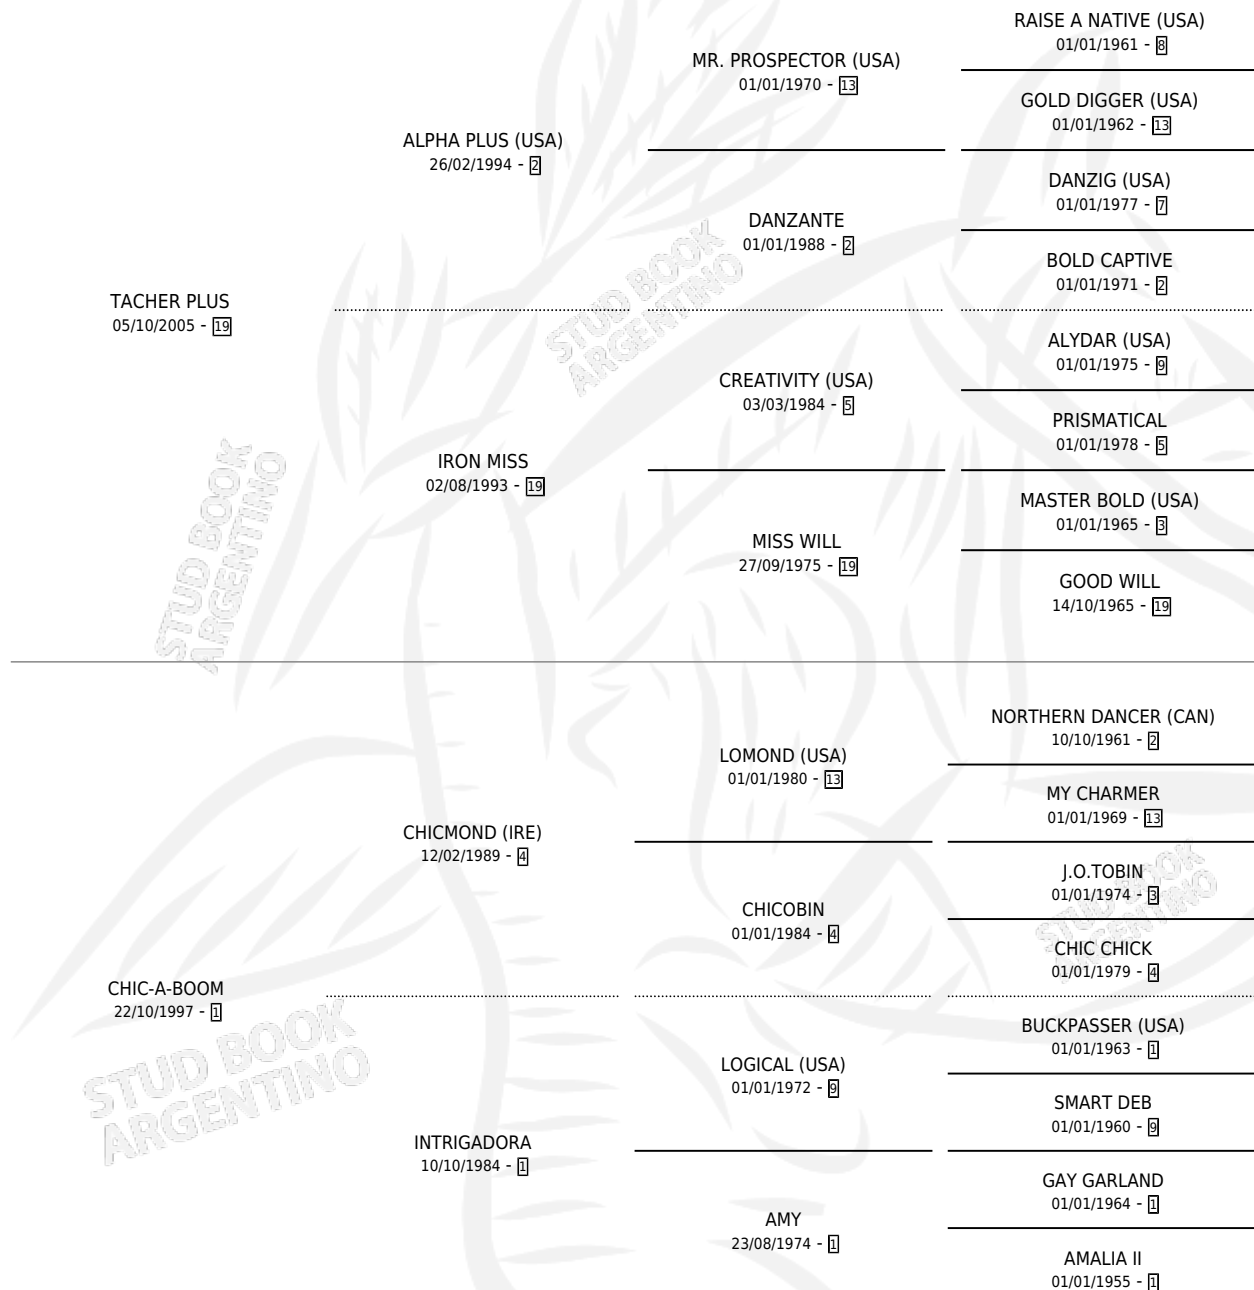 RAISE A NATIVE (USA)
01/01/1961 - 8
MR. PROSPECTOR (USA)
01/01/1970 - 13
GOLD DIGGER (USA)
01/01/1962 - 13
ALPHA PLUS (USA)
26/02/1994 - 2
DANZIG (USA)
01/01/1977 - 7
DANZANTE
01/01/1988 - 2
BOLD CAPTIVE
01/01/1971 - 2
TACHER PLUS
05/10/2005 - 19
ALYDAR (USA)
01/01/1975 - 9
CREATIVITY (USA)
03/03/1984 - 5
PRISMATICAL
01/01/1978 - 5
IRON MISS
02/08/1993 - 19
MASTER BOLD (USA)
01/01/1965 - 3
MISS WILL
27/09/1975 - 19
GOOD WILL
14/10/1965 - 19
NORTHERN DANCER (CAN)
10/10/1961 - 2
LOMOND (USA)
01/01/1980 - 13
MY CHARMER
01/01/1969 - 13
CHICMOND (IRE)
12/02/1989 - 4
J.O.TOBIN
01/01/1974 - 3
CHICOBIN
01/01/1984 - 4
CHIC CHICK
01/01/1979 - 4
CHIC-A-BOOM
22/10/1997 - 1
BUCKPASSER (USA)
01/01/1963 - 1
LOGICAL (USA)
01/01/1972 - 9
SMART DEB
01/01/1960 - 9
INTRIGADORA
10/10/1984 - 1
GAY GARLAND
01/01/1964 - 1
AMY
23/08/1974 - 1
AMALIA II
01/01/1955 - 1
STUD BOOK
ARGENTINO
STUD BOOK
ARGENTINO
STUD BOOK
ARGENTINO
STUD BOOK
ARGENTINO